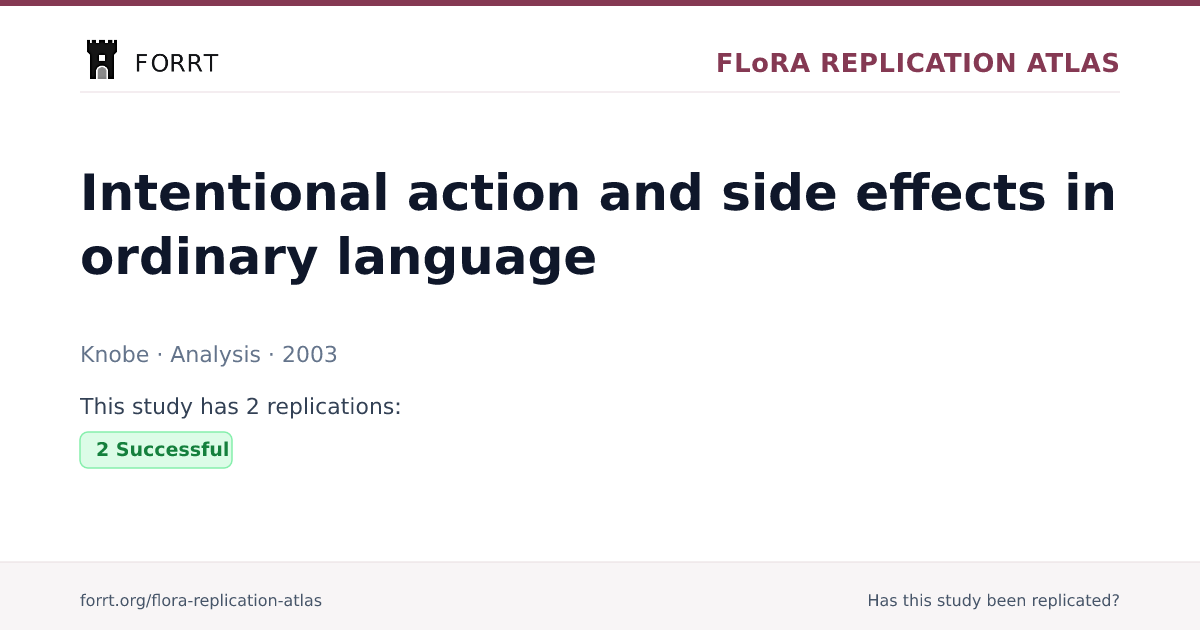 FORRT
FLoRA REPLICATION ATLAS
Intentional action and side effects in
ordinary language
Knobe · Analysis · 2003
This study has 2 replications:
2 Successful
forrt.org/flora-replication-atlas
Has this study been replicated?